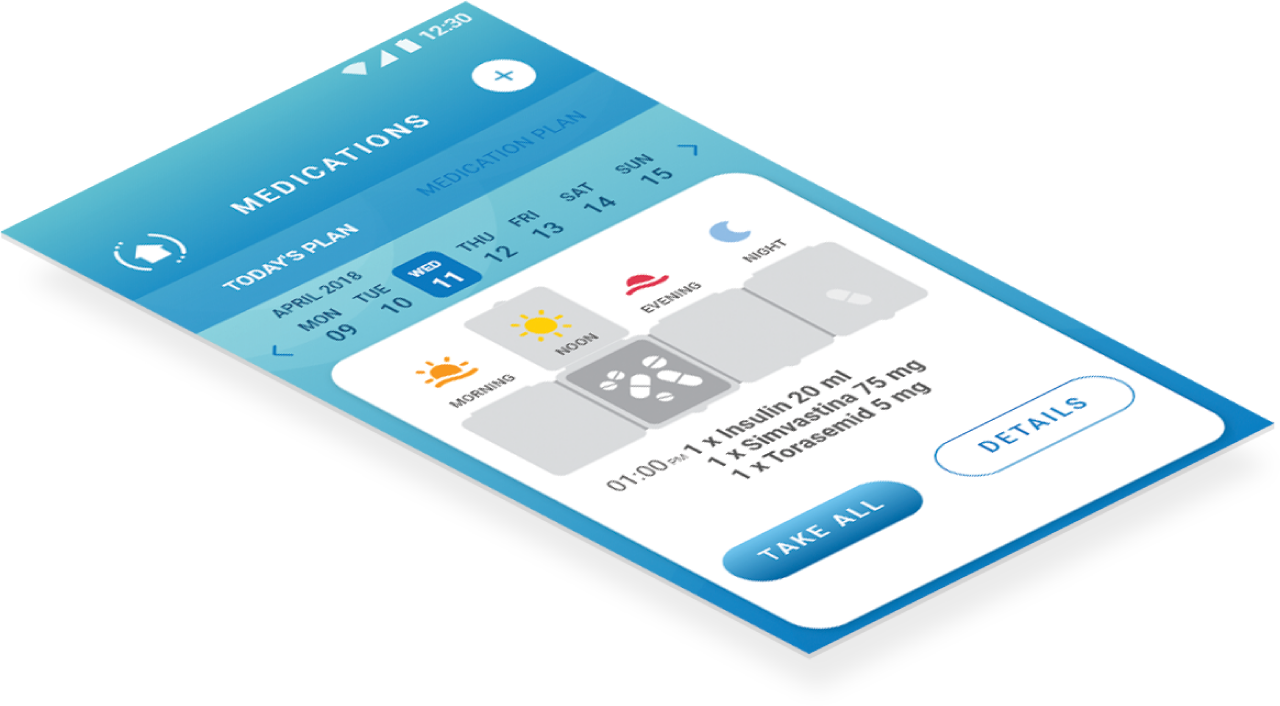 12:30
MEDICATIONS
TODAY'S PLAN
MEDICATION PLAN
APRIL 2018
MON TUE WED THU FRI SAT SUN
09 10 11 12 13 14 15
MORNING
NOON
EVENING
NIGHT
01:00 PM
1 x Insulin 20 ml
1 x Simvastina 75 mg
1 x Torasemid 5 mg
TAKE ALL
DETAILS